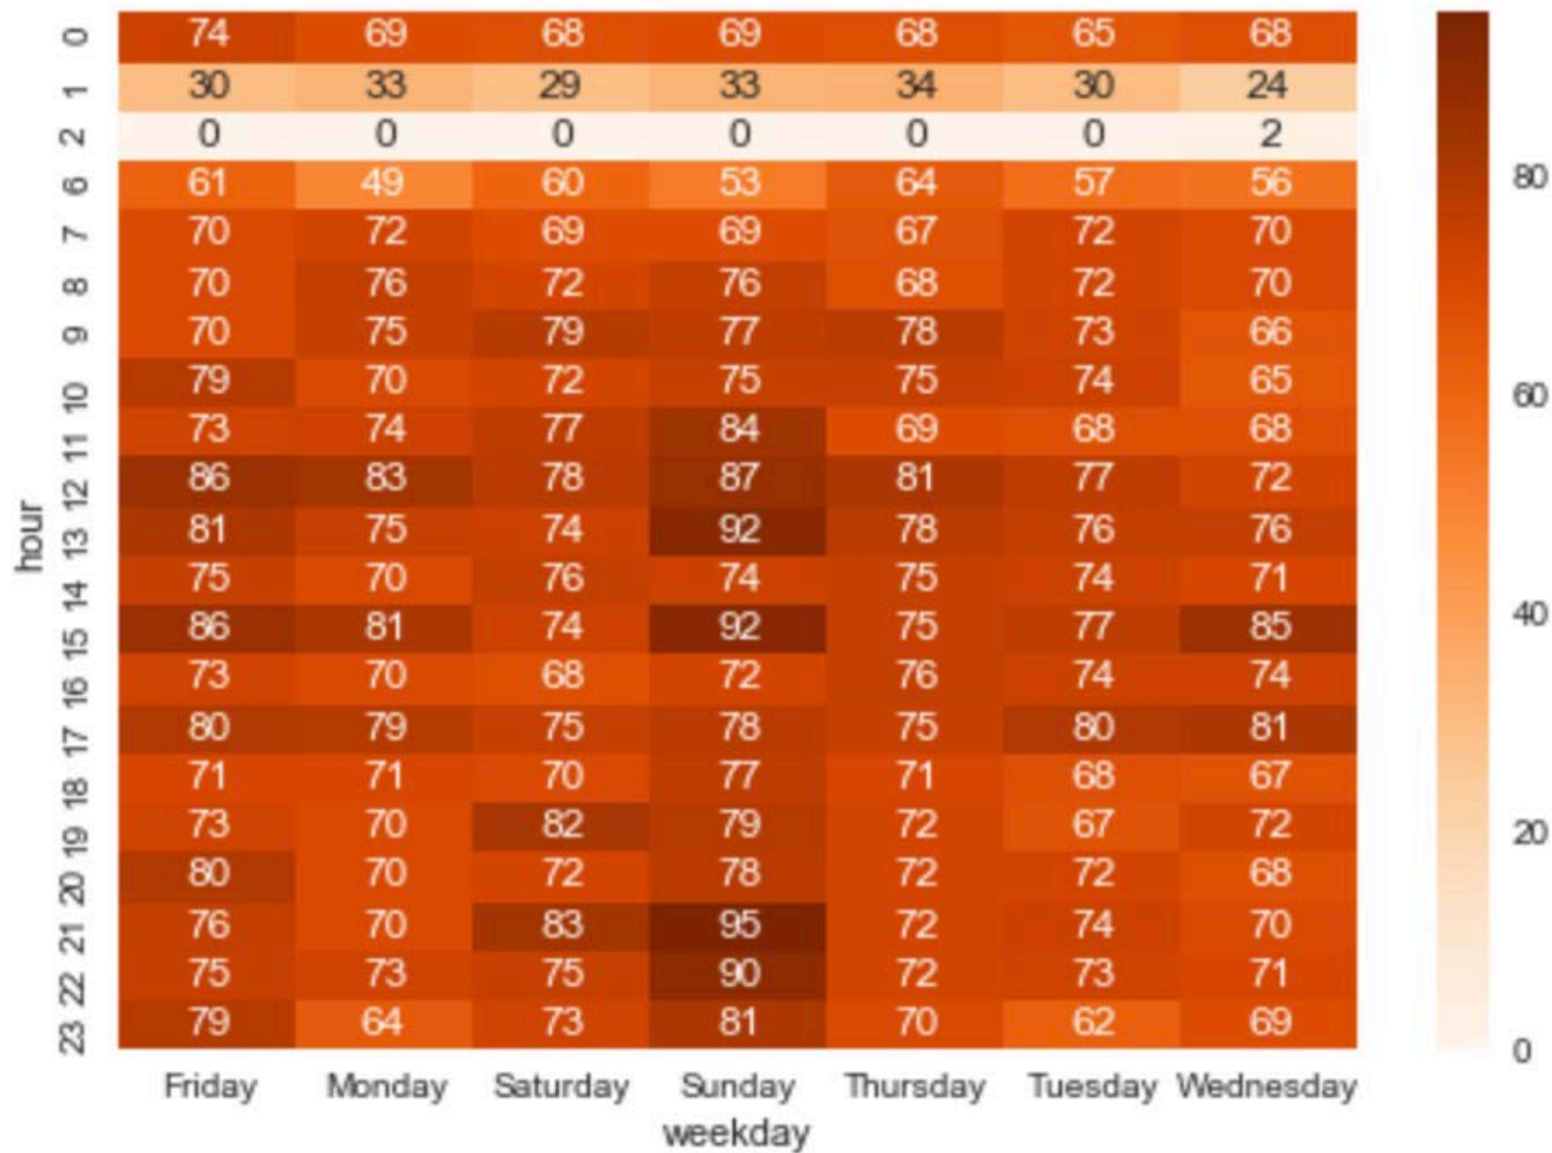 0 74 69 68 69 68 65 68
1 30 33 29 33 34 30 24
2 0 0 0 0 0 0 2
6 61 49 60 53 64 57 56 80
7 70 72 69 69 67 72 70
8 70 76 72 76 68 72 70
9 70 75 79 77 78 73 66
10 79 70 72 75 75 74 65 60
11 73 74 77 84 69 68 68
12 86 83 78 87 81 77 72
hour
13 81 75 74 92 78 76 76
14 75 70 76 74 75 74 71
15 86 81 74 92 75 77 85 40
16 73 70 68 72 76 74 74
17 80 79 75 78 75 80 81
18 71 71 70 77 71 68 67
19 73 70 82 79 72 67 72 20
20 80 70 72 78 72 72 68
21 76 70 83 95 72 74 70
22 75 73 75 90 72 73 71
23 79 64 73 81 70 62 69 0
Friday Monday Saturday Sunday Thursday Tuesday Wednesday
weekday